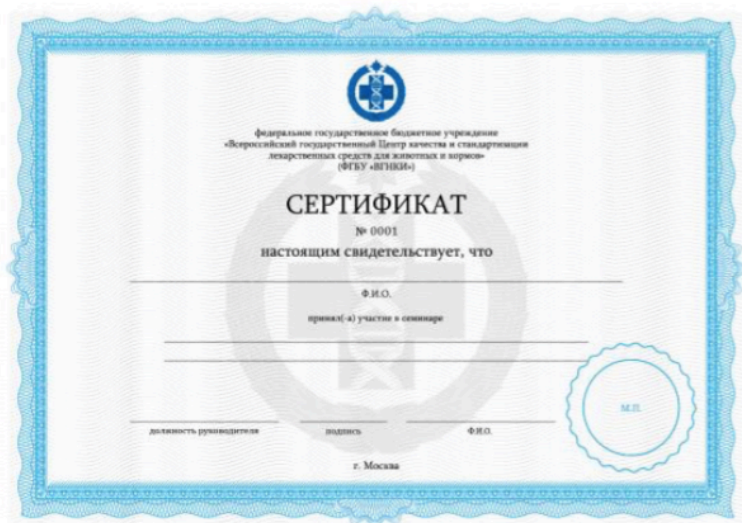 федеральное государственное бюджетное учреждение
«Всероссийский государственный Центр качества и стандартизации
лекарственных средств для животных и кормов»
(ФГБУ «ВГНКИ»)
СЕРТИФИКАТ
№ 0001
настоящим свидетельствует, что
Ф.И.О.
принял(-а) участие в семинаре
М.П.
должность руководителя подпись Ф.И.О.
г. Москва